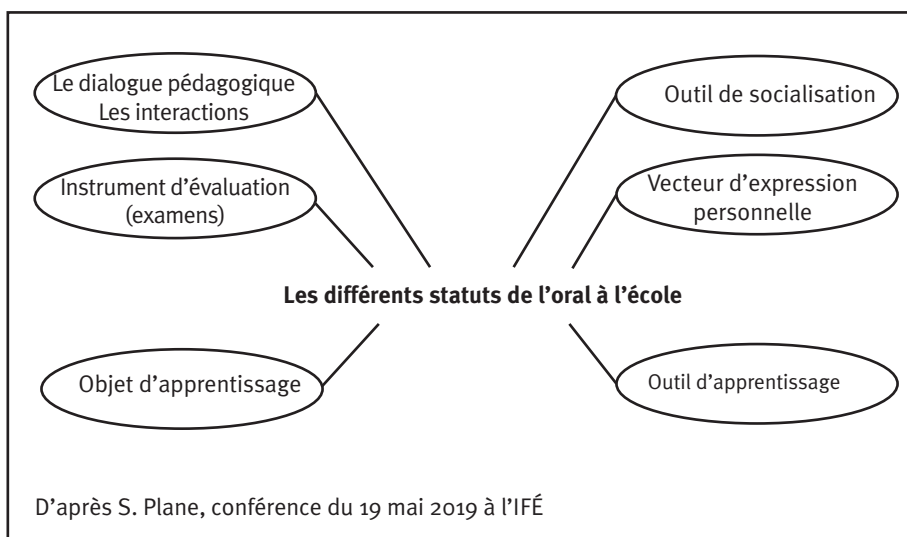 Le dialogue pédagogique
Les interactions
Outil de socialisation
Instrument d'évaluation
(examens)
Vecteur d'expression
personnelle
Les différents statuts de l'oral à l'école
Objet d'apprentissage
Outil d'apprentissage
D'après S. Plane, conférence du 19 mai 2019 à l'IFÉ